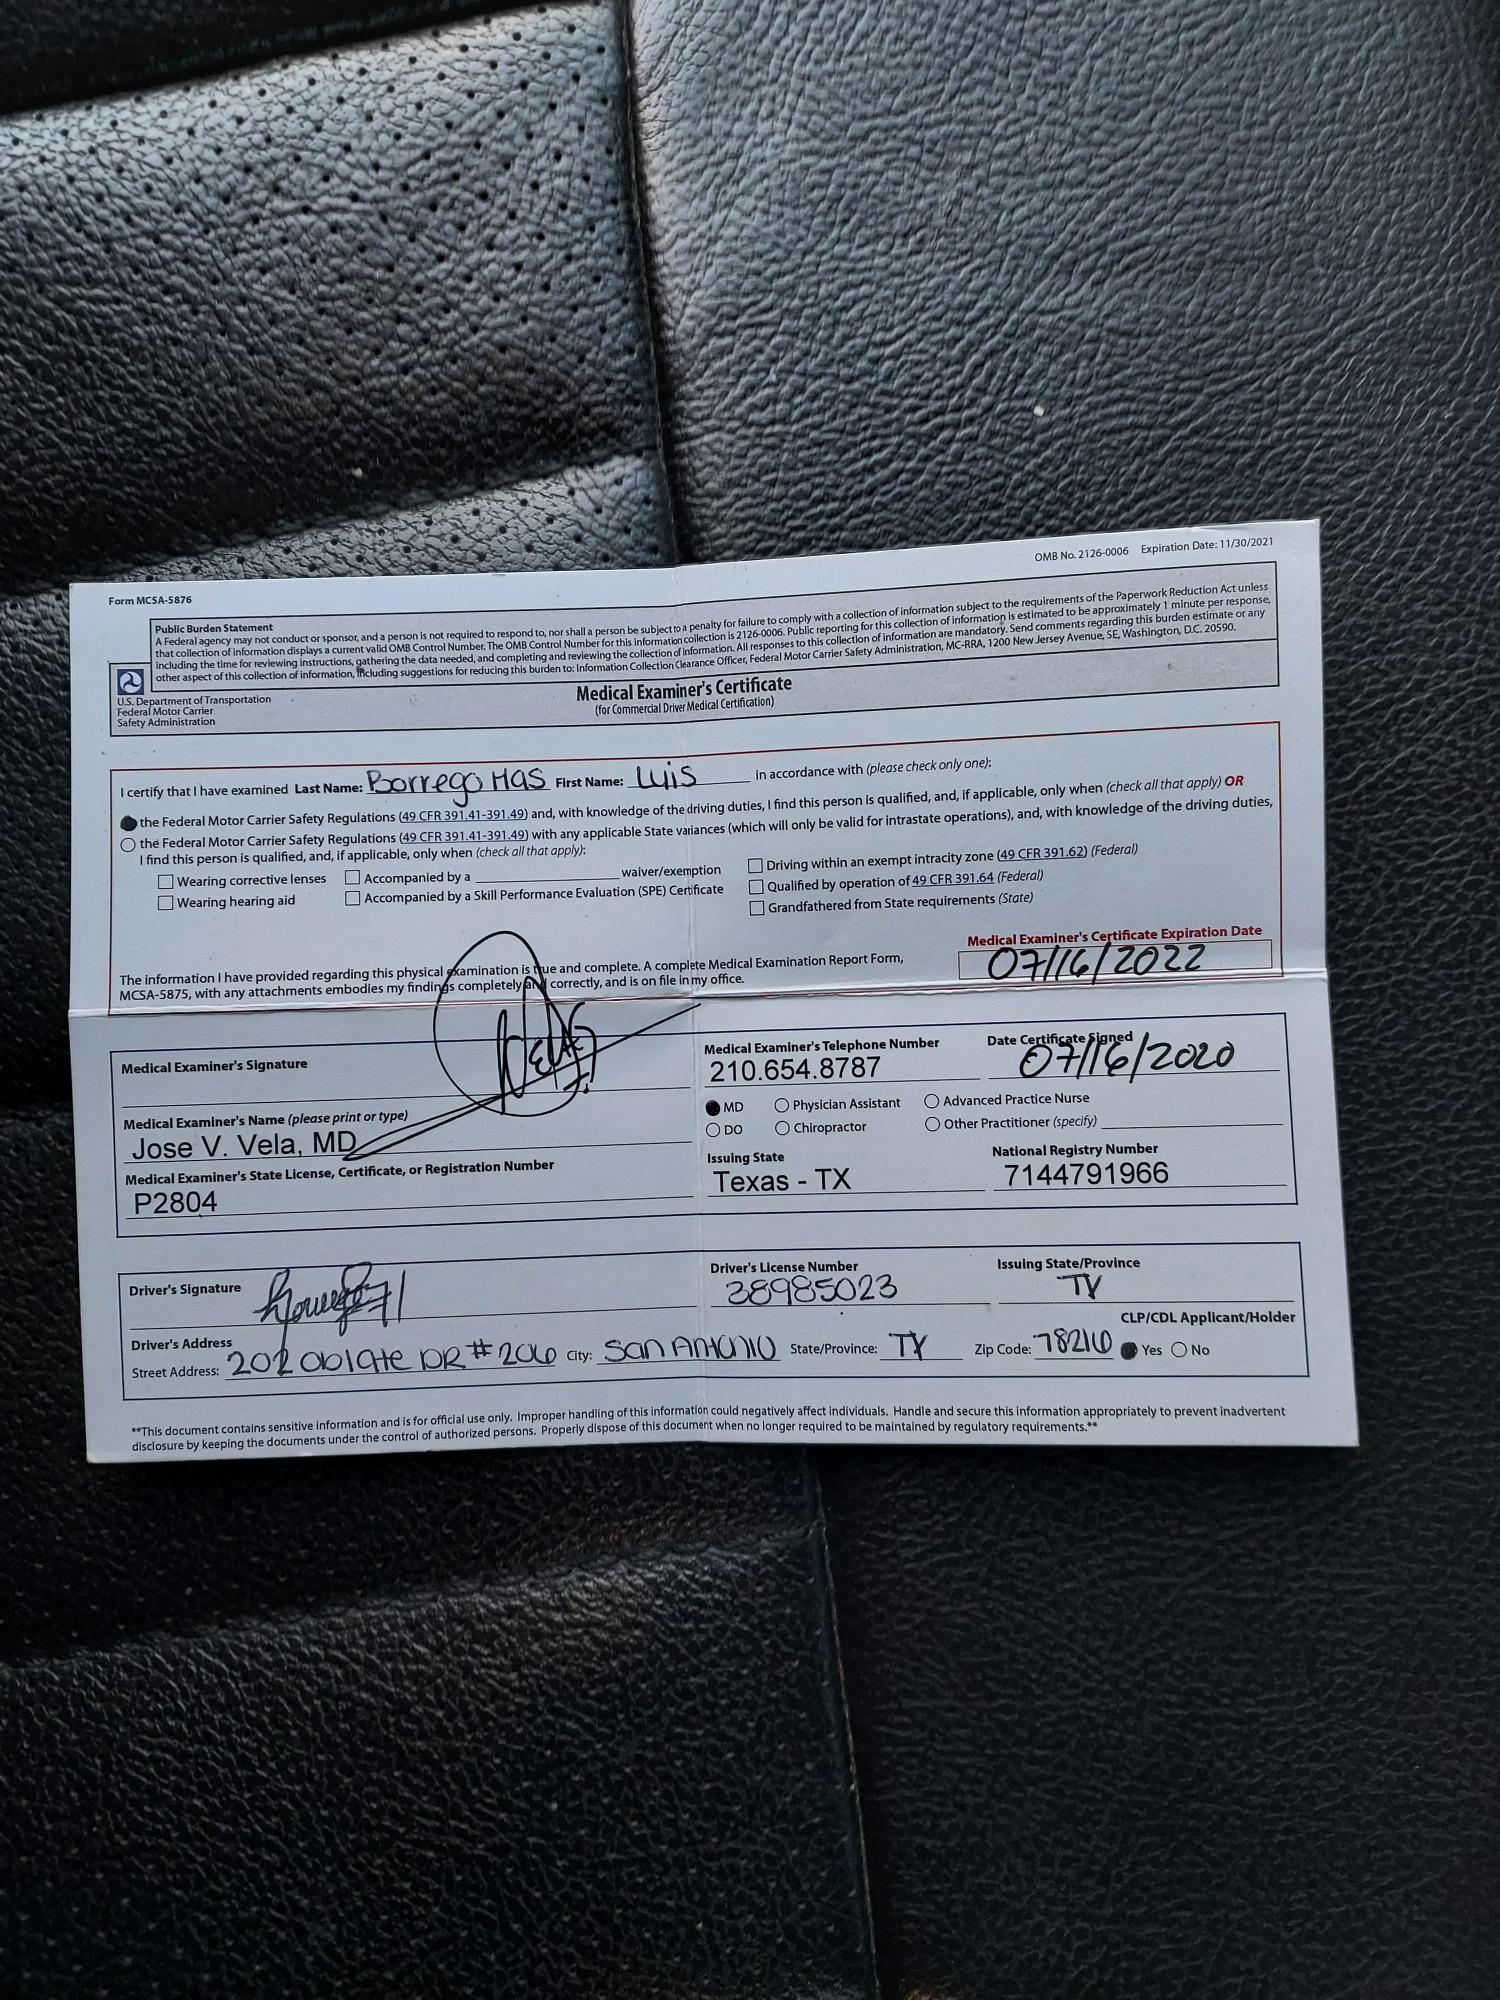 Form MCSA-5876
OMB No. 2126-0006 Expiration Date: 11/30/2021
Public Burden Statement
A Federal agency may not conduct or sponsor, and a person is not required to respond to, nor shall a person be subject to a penalty for failure to comply with a collection of information subject to the requirements of the Paperwork Reduction Act unless
that collection of information displays a current valid OMB Control Number. The OMB Control Number for this information collection is 2126-0006. Public reporting for this collection of information is estimated to be approximately 1 minute per response,
including the time for reviewing instructions, gathering the data needed, and completing and reviewing the collection of information. All responses to this collection of information are mandatory. Send comments regarding this burden estimate or any
other aspect of this collection of information, including suggestions for reducing this burden to: Information Collection Clearance Officer, Federal Motor Carrier Safety Administration, MC-RRA, 1200 New Jersey Avenue, SE, Washington, D.C. 20590.
U.S. Department of Transportation
Federal Motor Carrier
Safety Administration
Medical Examiner's Certificate
(for Commercial Driver Medical Certification)
I certify that I have examined Last Name: Borrego Has First Name: Luis in accordance with (please check only one):
the Federal Motor Carrier Safety Regulations (49 CFR 391.41-391.49) and, with knowledge of the driving duties, I find this person is qualified, and, if applicable, only when (check all that apply) OR
the Federal Motor Carrier Safety Regulations (49 CFR 391.41-391.49) with any applicable State variances (which will only be valid for intrastate operations), and, with knowledge of the driving duties,
I find this person is qualified, and, if applicable, only when (check all that apply):
Wearing corrective lenses Accompanied by a waiver/exemption Driving within an exempt intracity zone (49 CFR 391.62) (Federal)
Wearing hearing aid Accompanied by a Skill Performance Evaluation (SPE) Certificate Qualified by operation of 49 CFR 391.64 (Federal)
Grandfathered from State requirements (State)
The information I have provided regarding this physical examination is true and complete. A complete Medical Examination Report Form,
MCSA-5875, with any attachments embodies my findings completely and correctly, and is on file in my office.
Medical Examiner's Certificate Expiration Date
07/16/2022
Medical Examiner's Signature
Medical Examiner's Telephone Number
210.654.8787
Date Certificate Signed
07/16/2020
Medical Examiner's Name (please print or type)
Jose V. Vela, MD
MD Physician Assistant Advanced Practice Nurse
DO Chiropractor Other Practitioner (specify)
Medical Examiner's State License, Certificate, or Registration Number
P2804
Issuing State
Texas - TX
National Registry Number
7144791966
Driver's Signature
Driver's License Number
38985023
Issuing State/Province
TX
CLP/CDL Applicant/Holder
Driver's Address
Street Address: 202 Oblate DR #206 City: San Antonio State/Province: TX Zip Code: 78216 Yes No
**This document contains sensitive information and is for official use only. Improper handling of this information could negatively affect individuals. Handle and secure this information appropriately to prevent inadvertent
disclosure by keeping the documents under the control of authorized persons. Properly dispose of this document when no longer required to be maintained by regulatory requirements.**